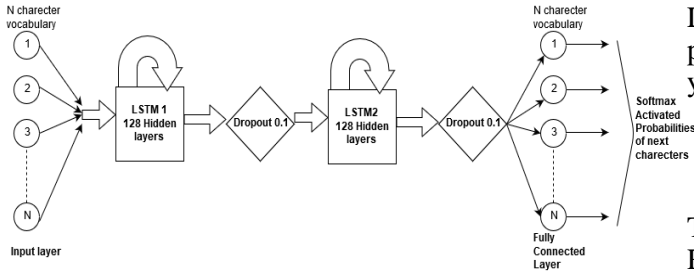 N charecter
vocabulary
1
2
3
N
Input layer
LSTM 1
128 Hidden
layers
Dropout 0.1
LSTM2
128 Hidden
layers
Dropout 0.1
N charecter
vocabulary
1
2
3
N
Fully
Connected
Layer
Softmax
Activated
Probabilities
of next
charecters